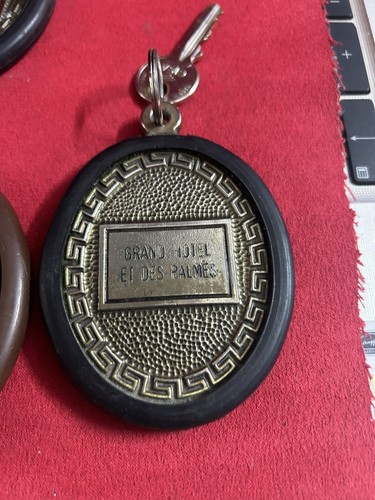 GRAND HOTEL
ET DES PALMES